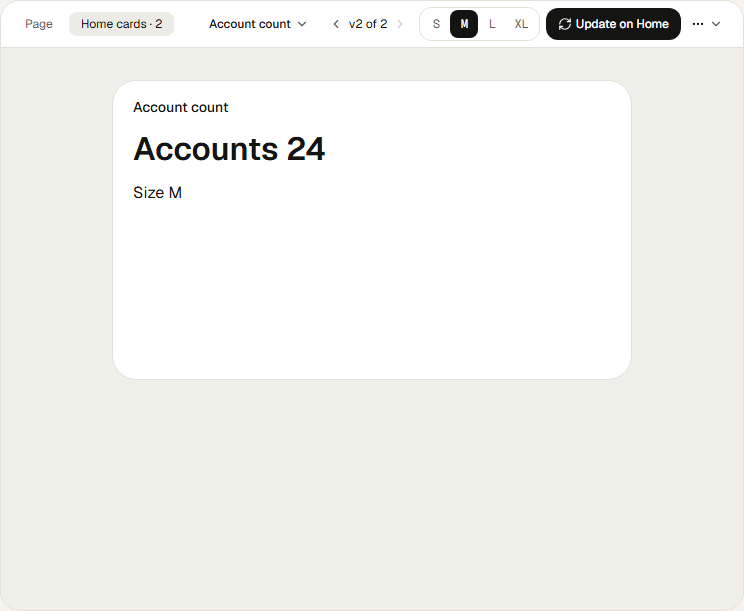 Page Home cards · 2 Account count v2 of 2 S M L XL Update on Home ...
Account count
Accounts 24
Size M